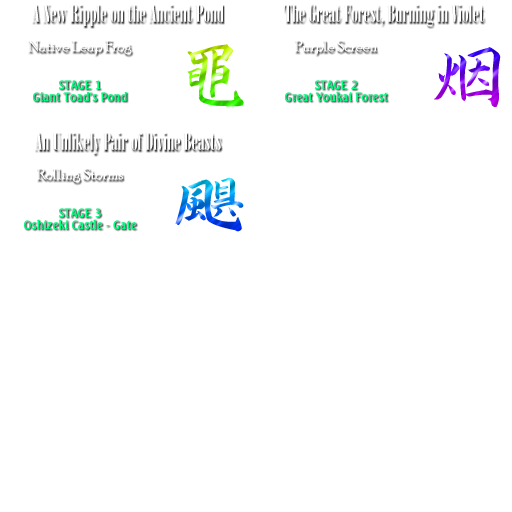 A New Ripple on the Ancient Pond
Native Leap Frog
黽
STAGE 1
Giant Toad's Pond
The Great Forest, Burning in Violet
Purple Screen
烟
STAGE 2
Great Youkai Forest
An Unlikely Pair of Divine Beasts
Rolling Storms
颶
STAGE 3
Oshizeki Castle - Gate